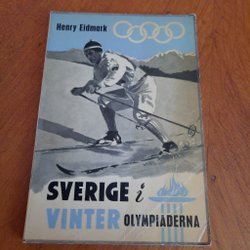 Henry Eidmark
SVERIGE i
VINTER
OLYMPIADERNA